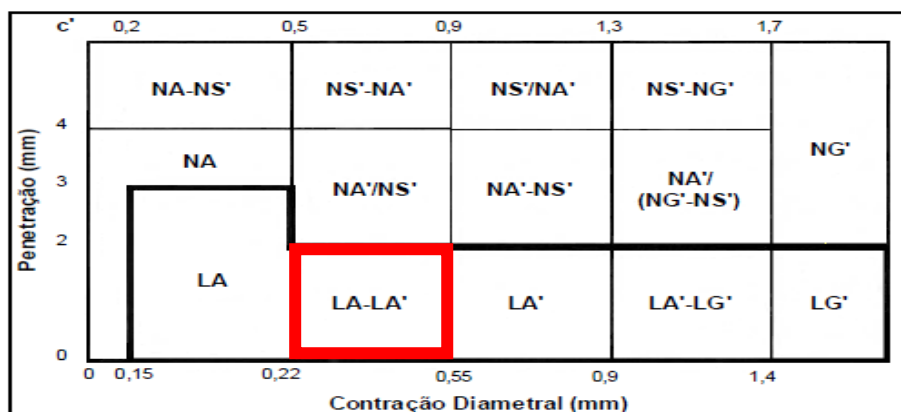 c' 0,2 0,5 0,9 1,3 1,7
NA-NS' NS'-NA' NS'/NA' NS'-NG'
4
NG'
NA
3
NA'/NS' NA'-NS' NA'/
(NG'-NS')
2
LA LA-LA' LA' LA'-LG' LG'
0
0 0,15 0,22 0,55 0,9 1,4
Penetração (mm)
Contração Diametral (mm)